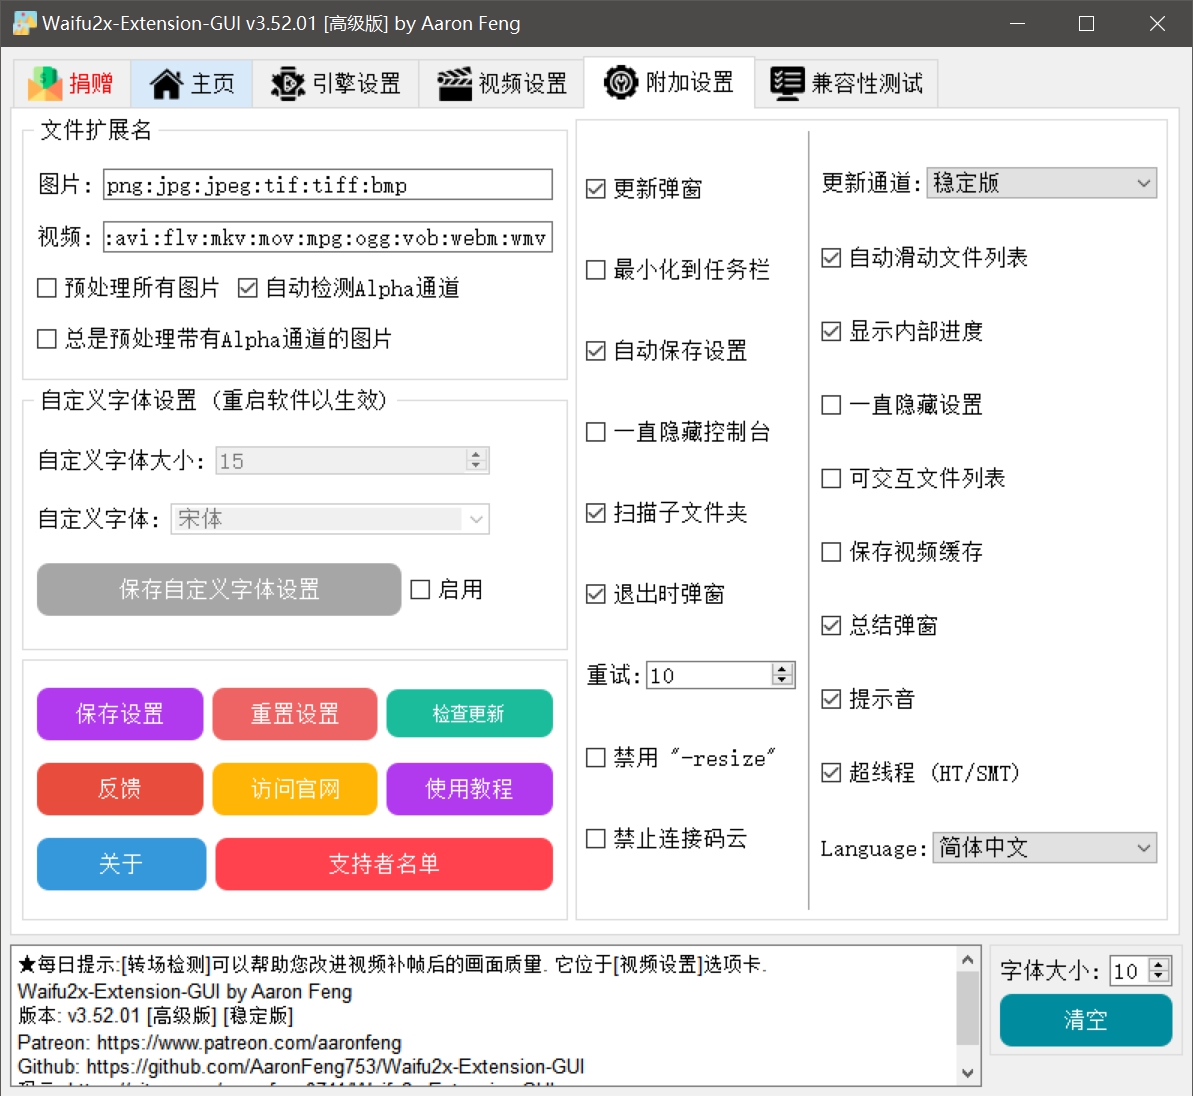 Waifu2x-Extension-GUI v3.52.01 [高级版] by Aaron Feng
捐赠 主页 引擎设置 视频设置 附加设置 兼容性测试
文件扩展名
图片: png:jpg:jpeg:tif:tiff:bmp
视频: :avi:flv:mkv:mov:mpg:ogg:vob:webm:wmv
预处理所有图片 自动检测Alpha通道
总是预处理带有Alpha通道的图片
自定义字体设置 (重启软件以生效)
自定义字体大小: 15
自定义字体: 宋体
保存自定义字体设置 启用
保存设置 重置设置 检查更新
反馈 访问官网 使用教程
关于 支持者名单
更新弹窗
最小化到任务栏
自动保存设置
一直隐藏控制台
扫描子文件夹
退出时弹窗
重试: 10
禁用 "-resize"
禁止连接码云
更新通道: 稳定版
自动滑动文件列表
显示内部进度
一直隐藏设置
可交互文件列表
保存视频缓存
总结弹窗
提示音
超线程 (HT/SMT)
Language: 简体中文
★每日提示:[转场检测]可以帮助您改进视频补帧后的画面质量. 它位于[视频设置]选项卡.
Waifu2x-Extension-GUI by Aaron Feng
版本: v3.52.01 [高级版] [稳定版]
Patreon: https://www.patreon.com/aaronfeng
Github: https://github.com/AaronFeng753/Waifu2x-Extension-GUI
字体大小: 10
清空